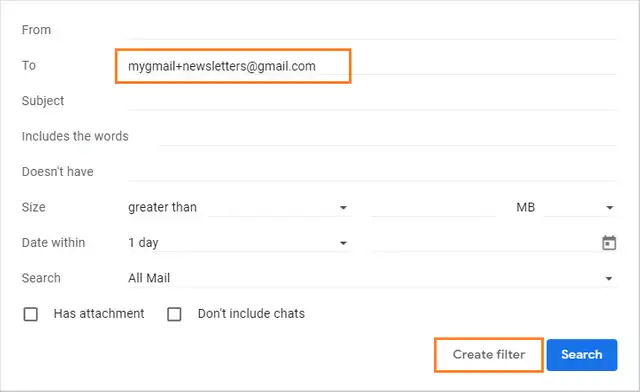 From
To mygmail+newsletters@gmail.com
Subject
Includes the words
Doesn't have
Size greater than MB
Date within 1 day
Search All Mail
Has attachment Don't include chats
Create filter Search